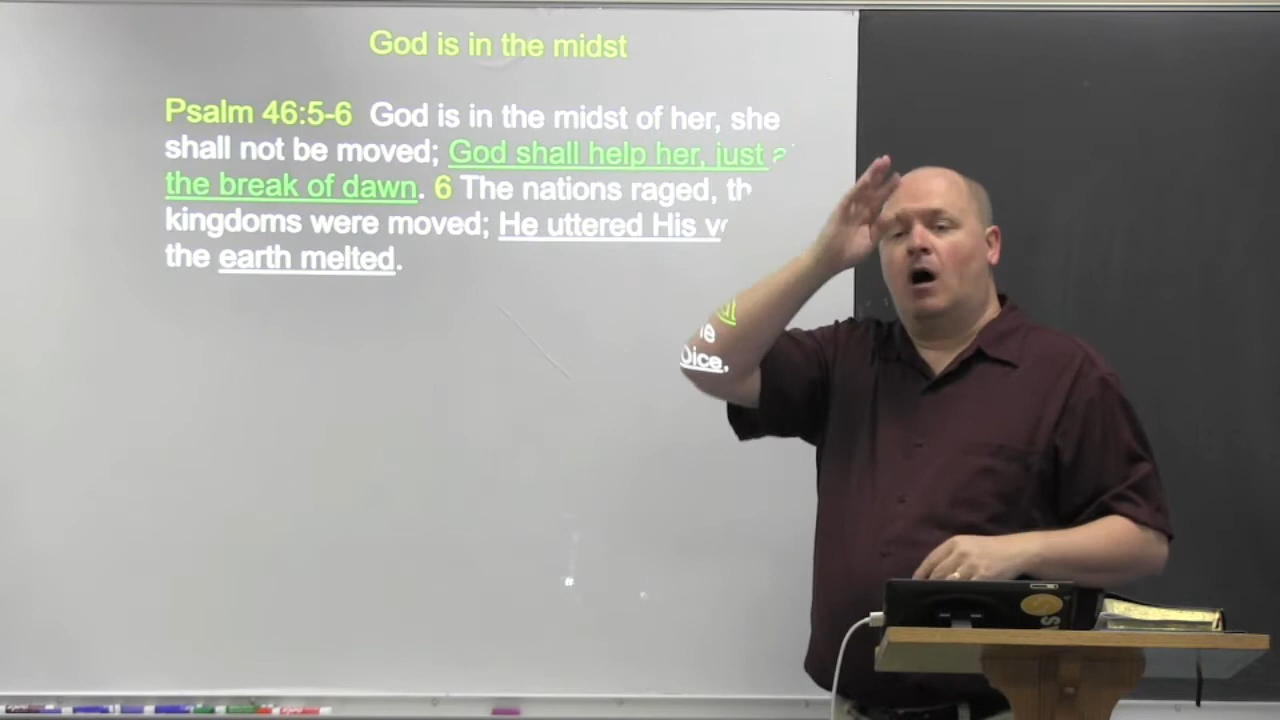 God is in the midst
Psalm 46:5-6 God is in the midst of her, she
shall not be moved; God shall help her, just
the break of dawn. 6 The nations raged,
kingdoms were moved; He uttered His voice,
the earth melted.